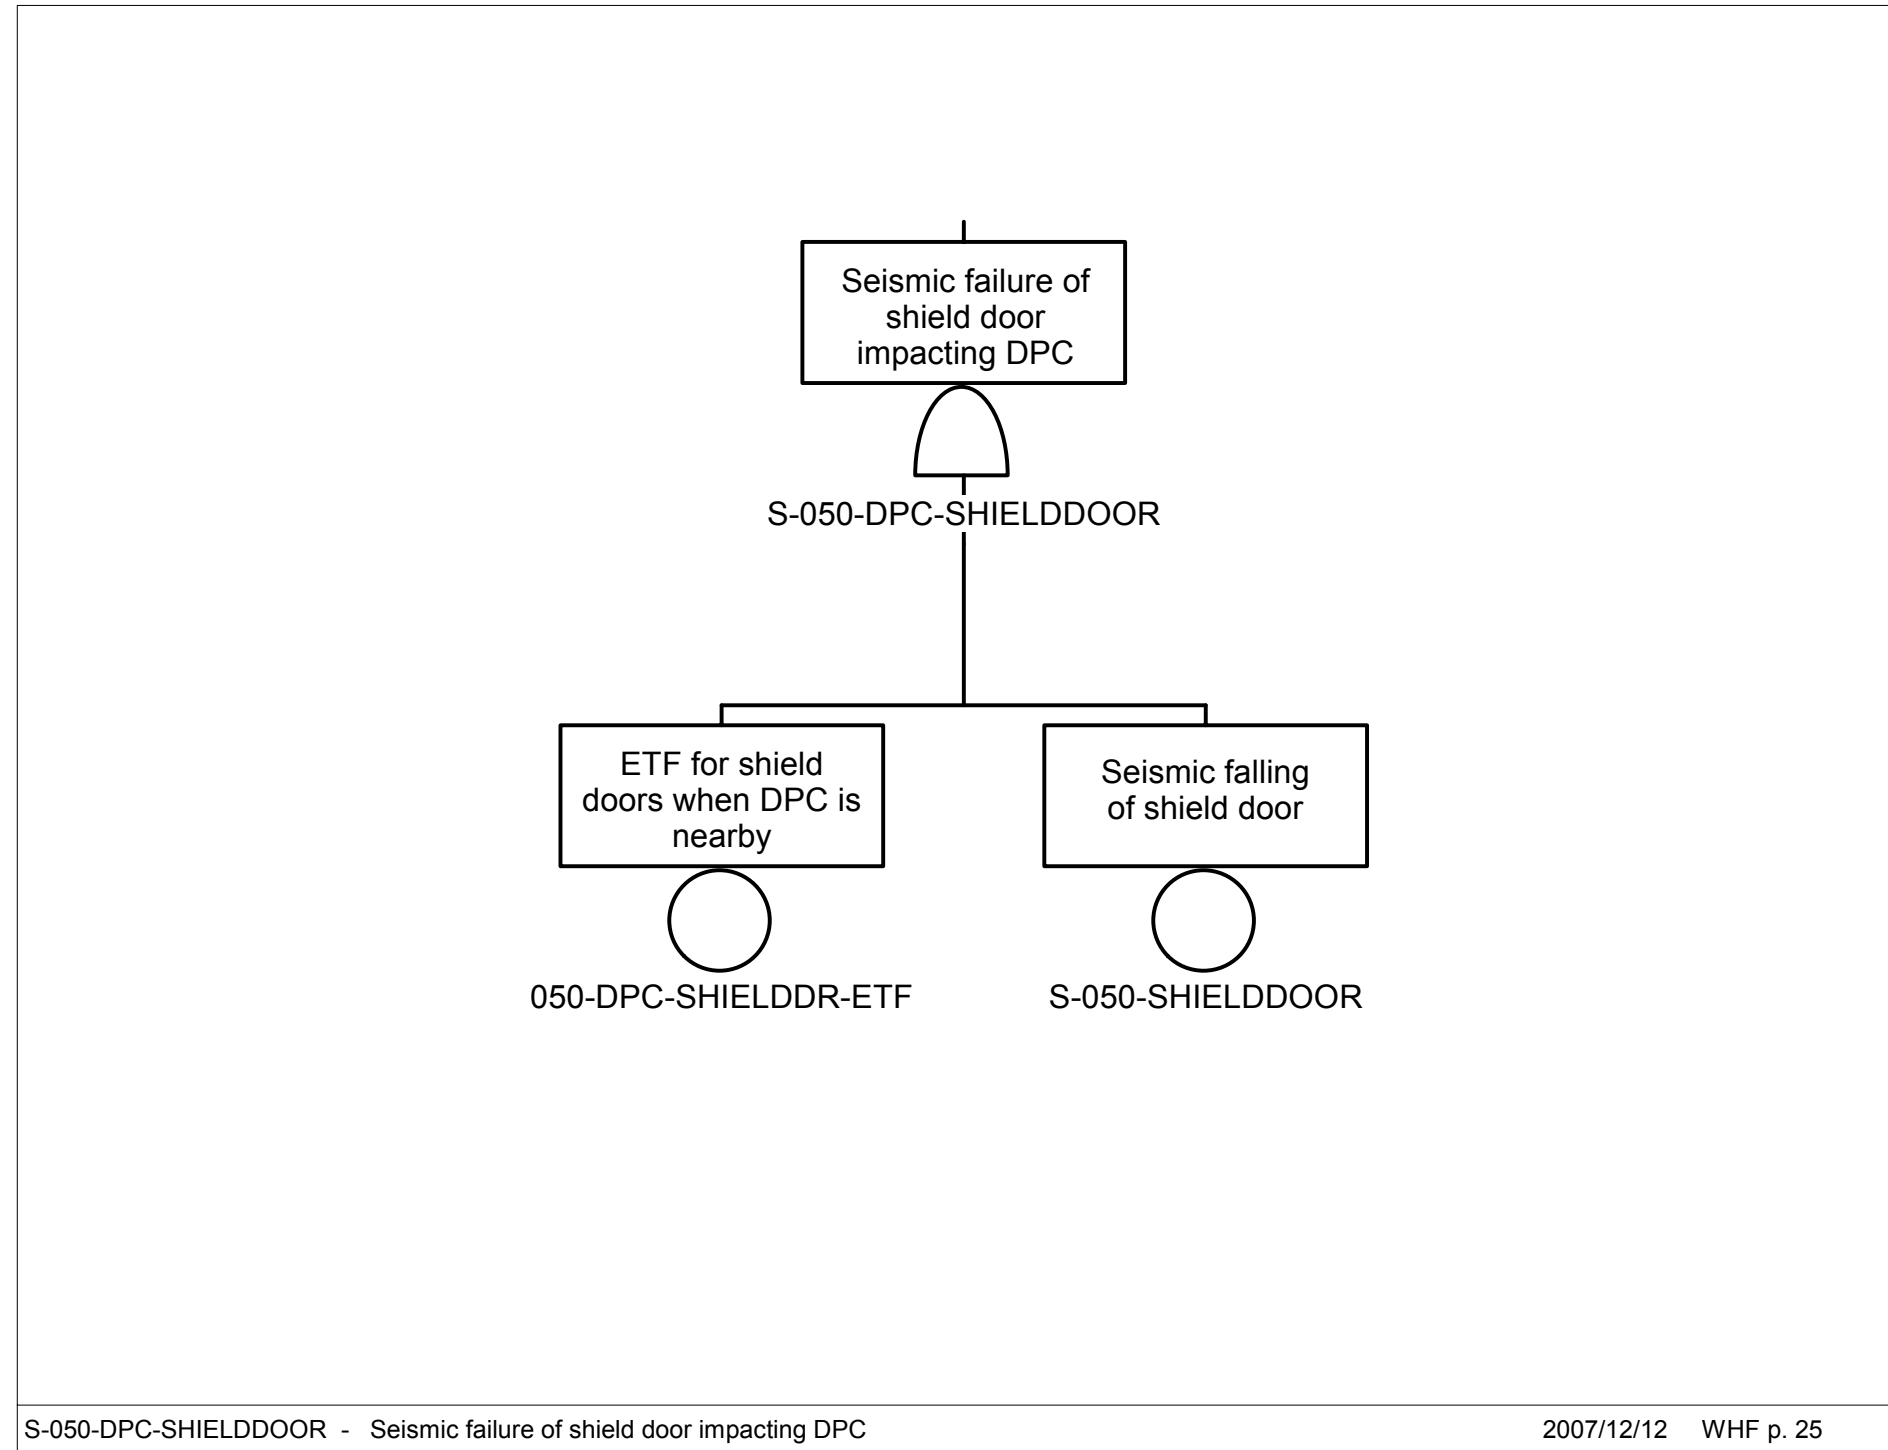 Seismic failure of
shield door
impacting DPC
S-050-DPC-SHIELDDOOR
ETF for shield
doors when DPC is
nearby
050-DPC-SHIELDDR-ETF
Seismic falling
of shield door
S-050-SHIELDDOOR
S-050-DPC-SHIELDDOOR - Seismic failure of shield door impacting DPC
2007/12/12 WHF p. 25